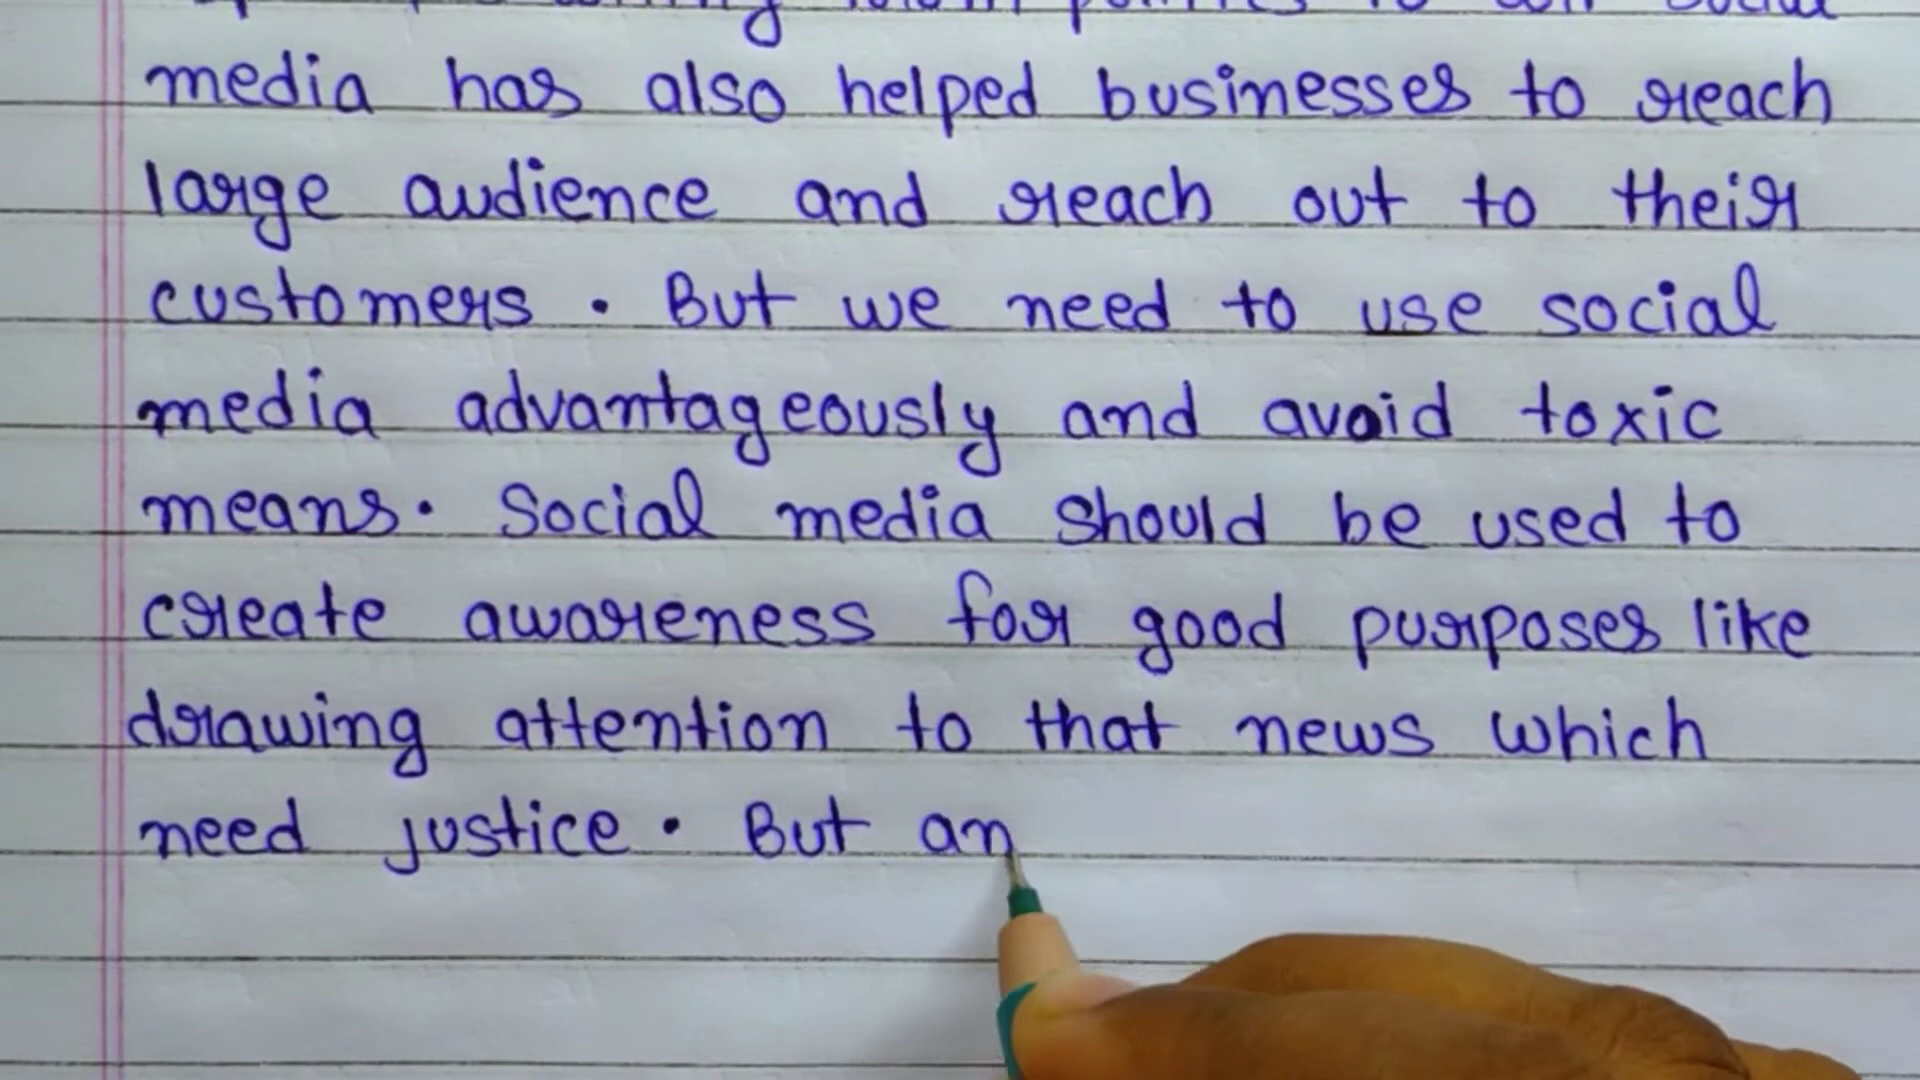 social
media has also helped businesses to reach
large audience and reach out to their
customers . But we need to use social
media advantageously and avoid toxic
means. Social media should be used to
create awareness for good purposes like
drawing attention to that news which
need justice. But an